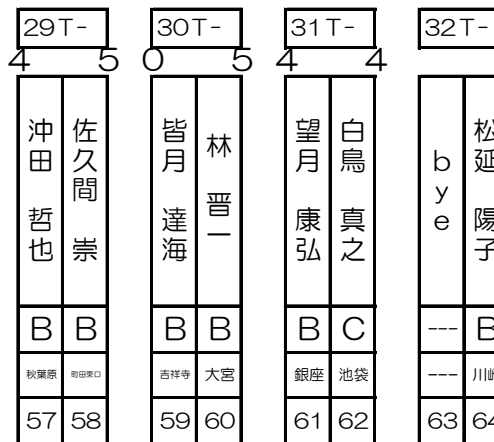 29T-
30T-
31T-
32T-
4 5
0 5
4 4
沖田 哲也
佐久間 崇
皆月 達海
林 晋一
望月 康弘
白鳥 真之
bye
松延 陽子
B B
B B
B C
--- B
秋葉原 町田東口
吉祥寺 大宮
銀座 池袋
--- 川崎
57 58
59 60
61 62
63 64